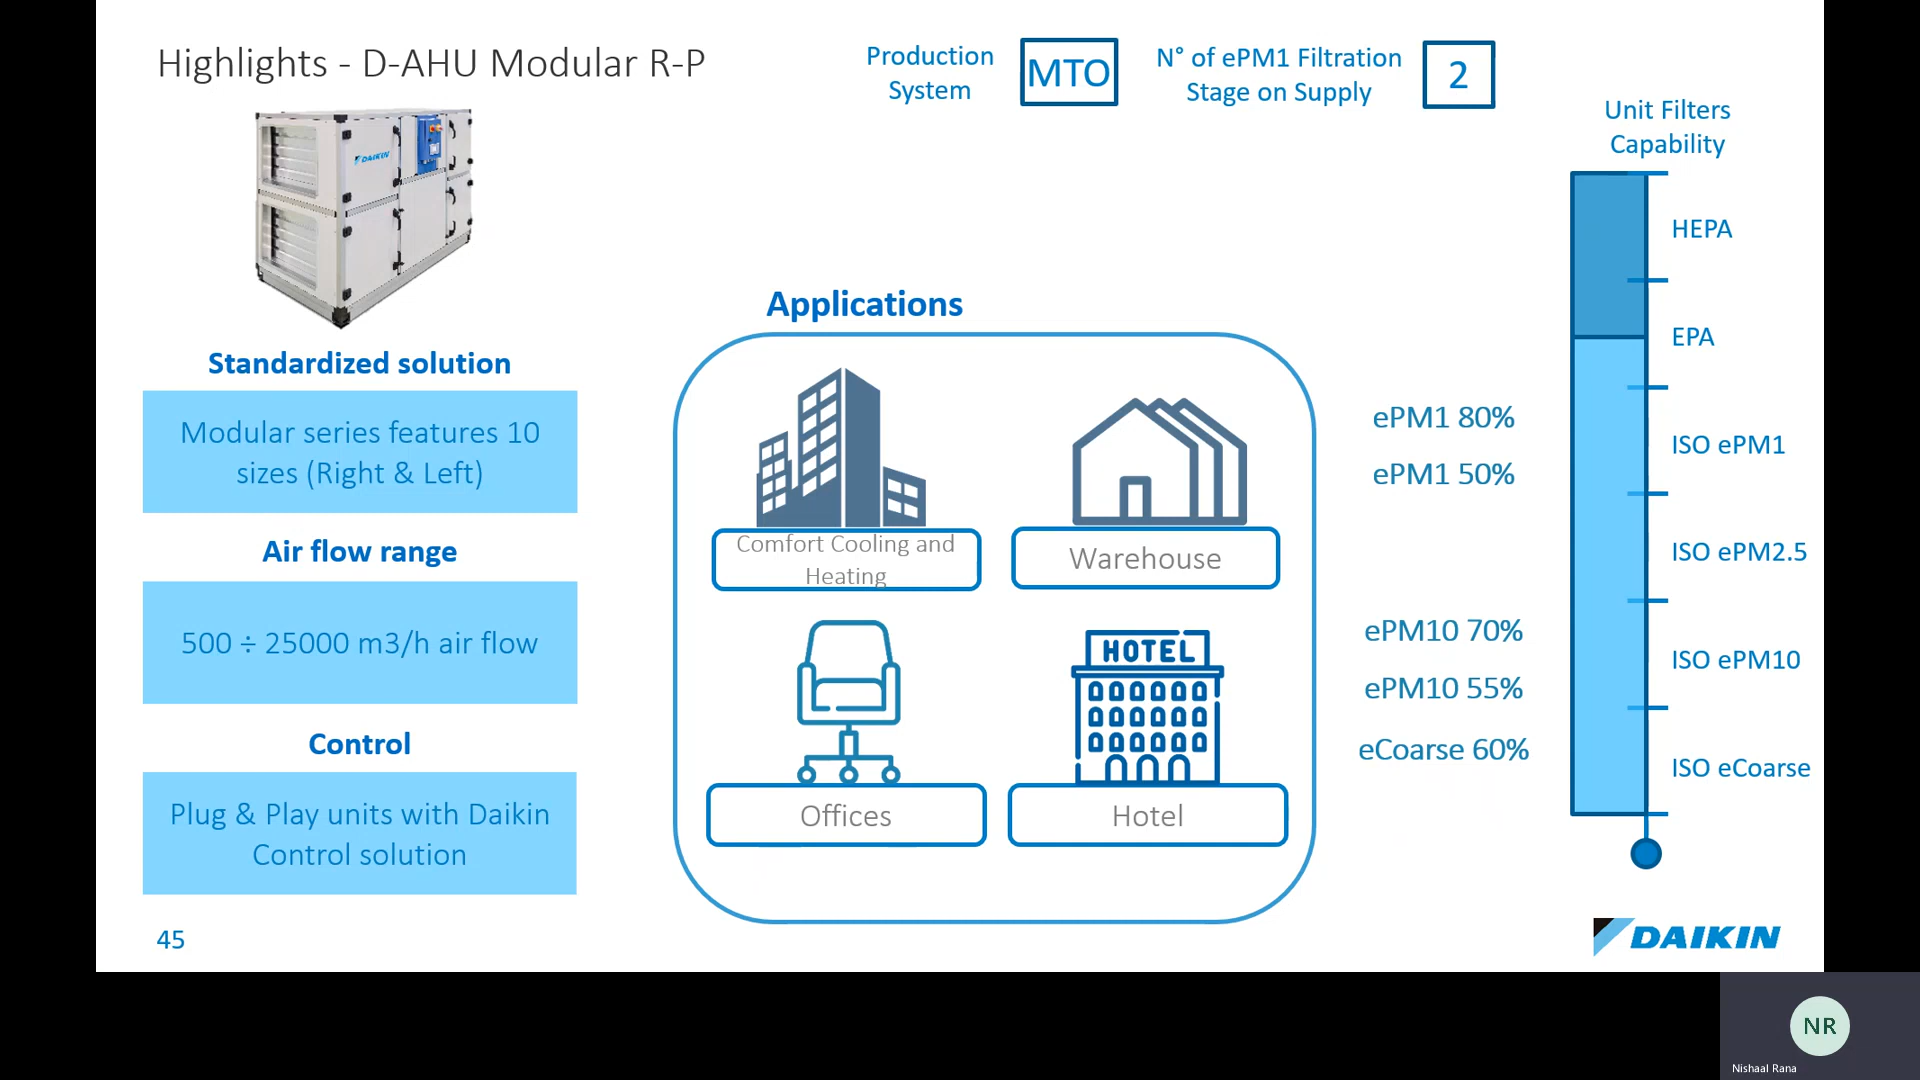 Highlights - D-AHU Modular R-P
Production
System
MTO
N° of ePM1 Filtration
Stage on Supply
2
Unit Filters
Capability
DAIKIN
Standardized solution
Modular series features 10
sizes (Right & Left)
Air flow range
500 ÷ 25000 m3/h air flow
Control
Plug & Play units with Daikin
Control solution
Applications
Comfort Cooling and
Heating
Warehouse
HOTEL
Offices
Hotel
ePM1 80%
ePM1 50%
ePM10 70%
ePM10 55%
eCoarse 60%
HEPA
EPA
ISO ePM1
ISO ePM2.5
ISO ePM10
ISO eCoarse
45
DAIKIN
NR
Nishaal Rana